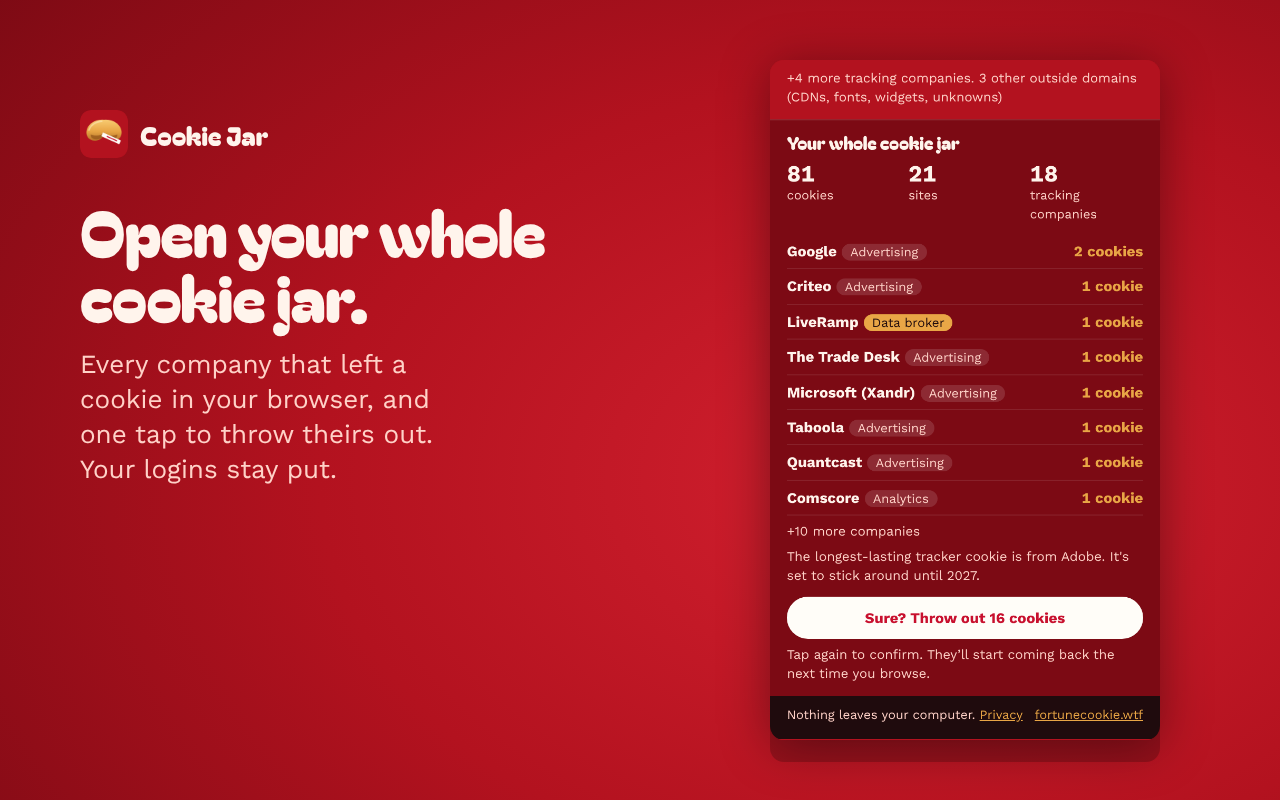 Cookie Jar
Open your whole
cookie jar.
Every company that left a
cookie in your browser, and
one tap to throw theirs out.
Your logins stay put.
+4 more tracking companies. 3 other outside domains
(CDNs, fonts, widgets, unknowns)
Your whole cookie jar
81 21 18
cookies sites tracking
companies
Google Advertising 2 cookies
Criteo Advertising 1 cookie
LiveRamp Data broker 1 cookie
The Trade Desk Advertising 1 cookie
Microsoft (Xandr) Advertising 1 cookie
Taboola Advertising 1 cookie
Quantcast Advertising 1 cookie
Comscore Analytics 1 cookie
+10 more companies
The longest-lasting tracker cookie is from Adobe. It's
set to stick around until 2027.
Sure? Throw out 16 cookies
Tap again to confirm. They’ll start coming back the
next time you browse.
Nothing leaves your computer. Privacy fortunecookie.wtf